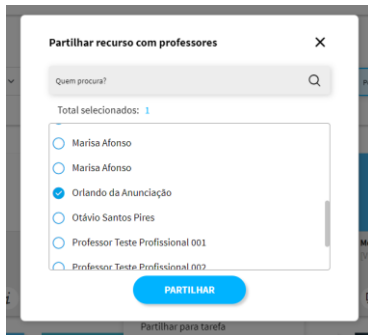 Partilhar recurso com professores
Quem procura?
Total selecionados: 1
Marisa Afonso
Marisa Afonso
Orlando da Anunciação
Otávio Santos Pires
Professor Teste Profissional 001
Professor Teste Profissional 002
PARTILHAR
Partilhar para tarefa